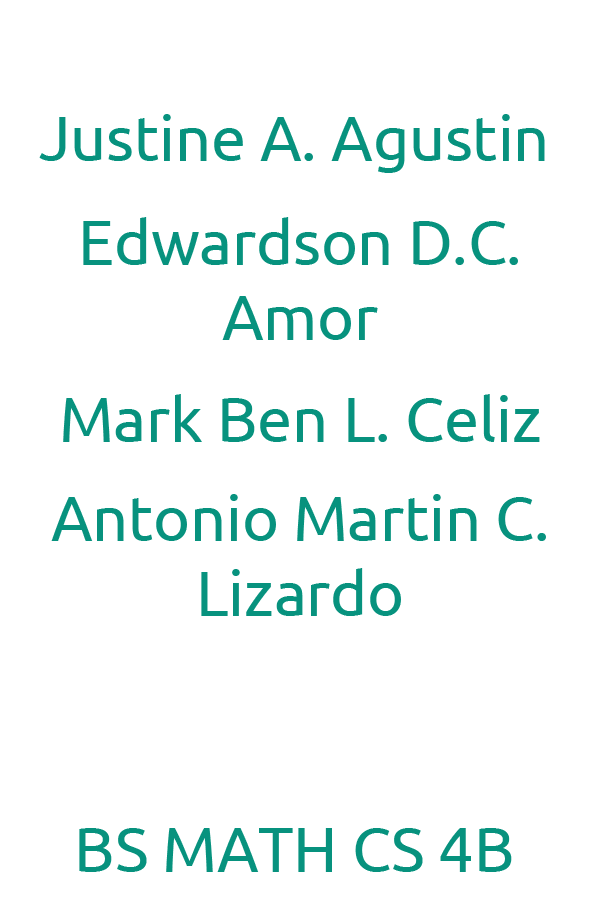 Justine A. Agustin
Edwardson D.C.
Amor
Mark Ben L. Celiz
Antonio Martin C.
Lizardo
BS MATH CS 4B